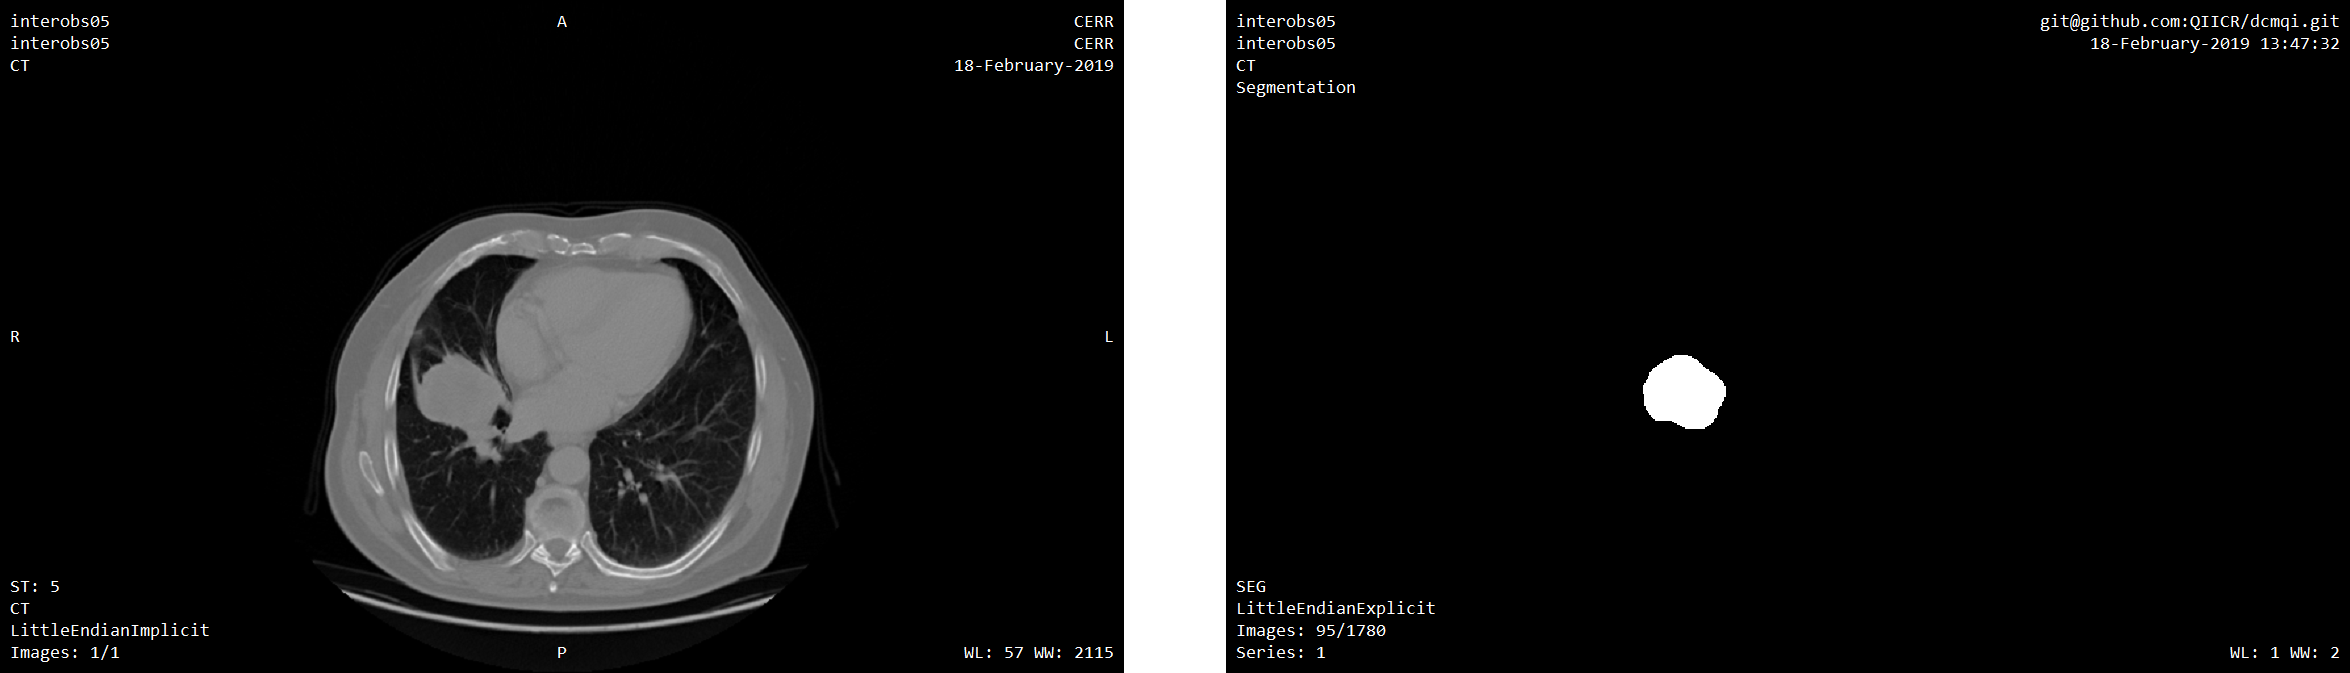 interobs05
interobs05
CT
A
CERR
CERR
18-February-2019
R
L
ST: 5
CT
LittleEndianImplicit
Images: 1/1
P
WL: 57 WW: 2115
interobs05
interobs05
CT
Segmentation
git@github.com:QIICR/dcmqi.git
18-February-2019 13:47:32
SEG
LittleEndianExplicit
Images: 95/1780
Series: 1
WL: 1 WW: 2